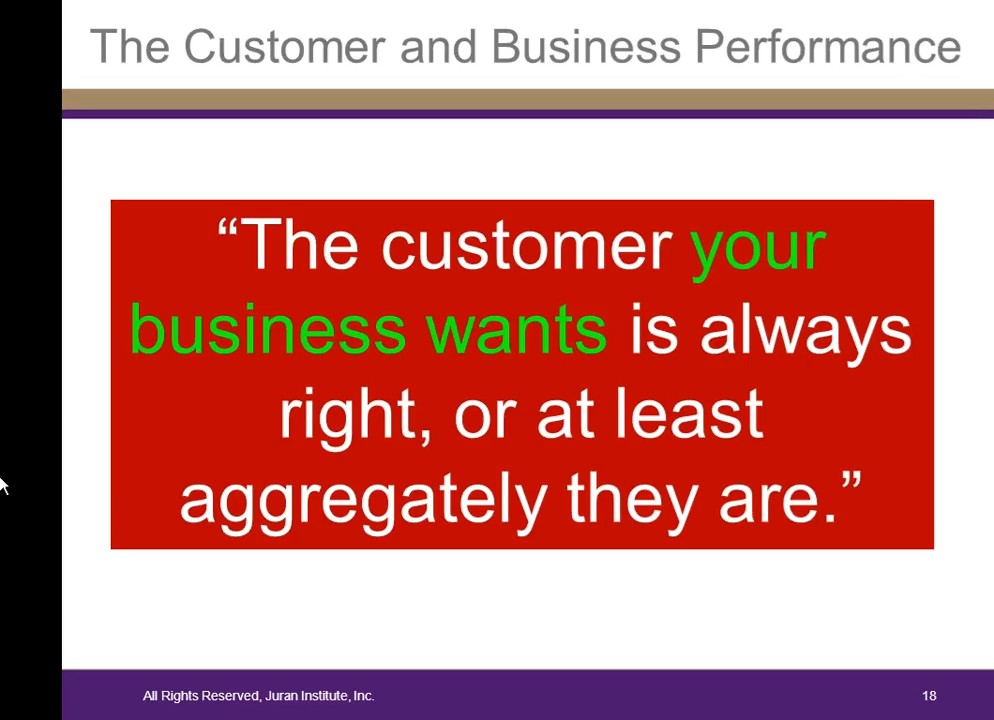 The Customer and Business Performance
“The customer your
business wants is always
right, or at least
aggregately they are.”
All Rights Reserved, Juran Institute, Inc.
18